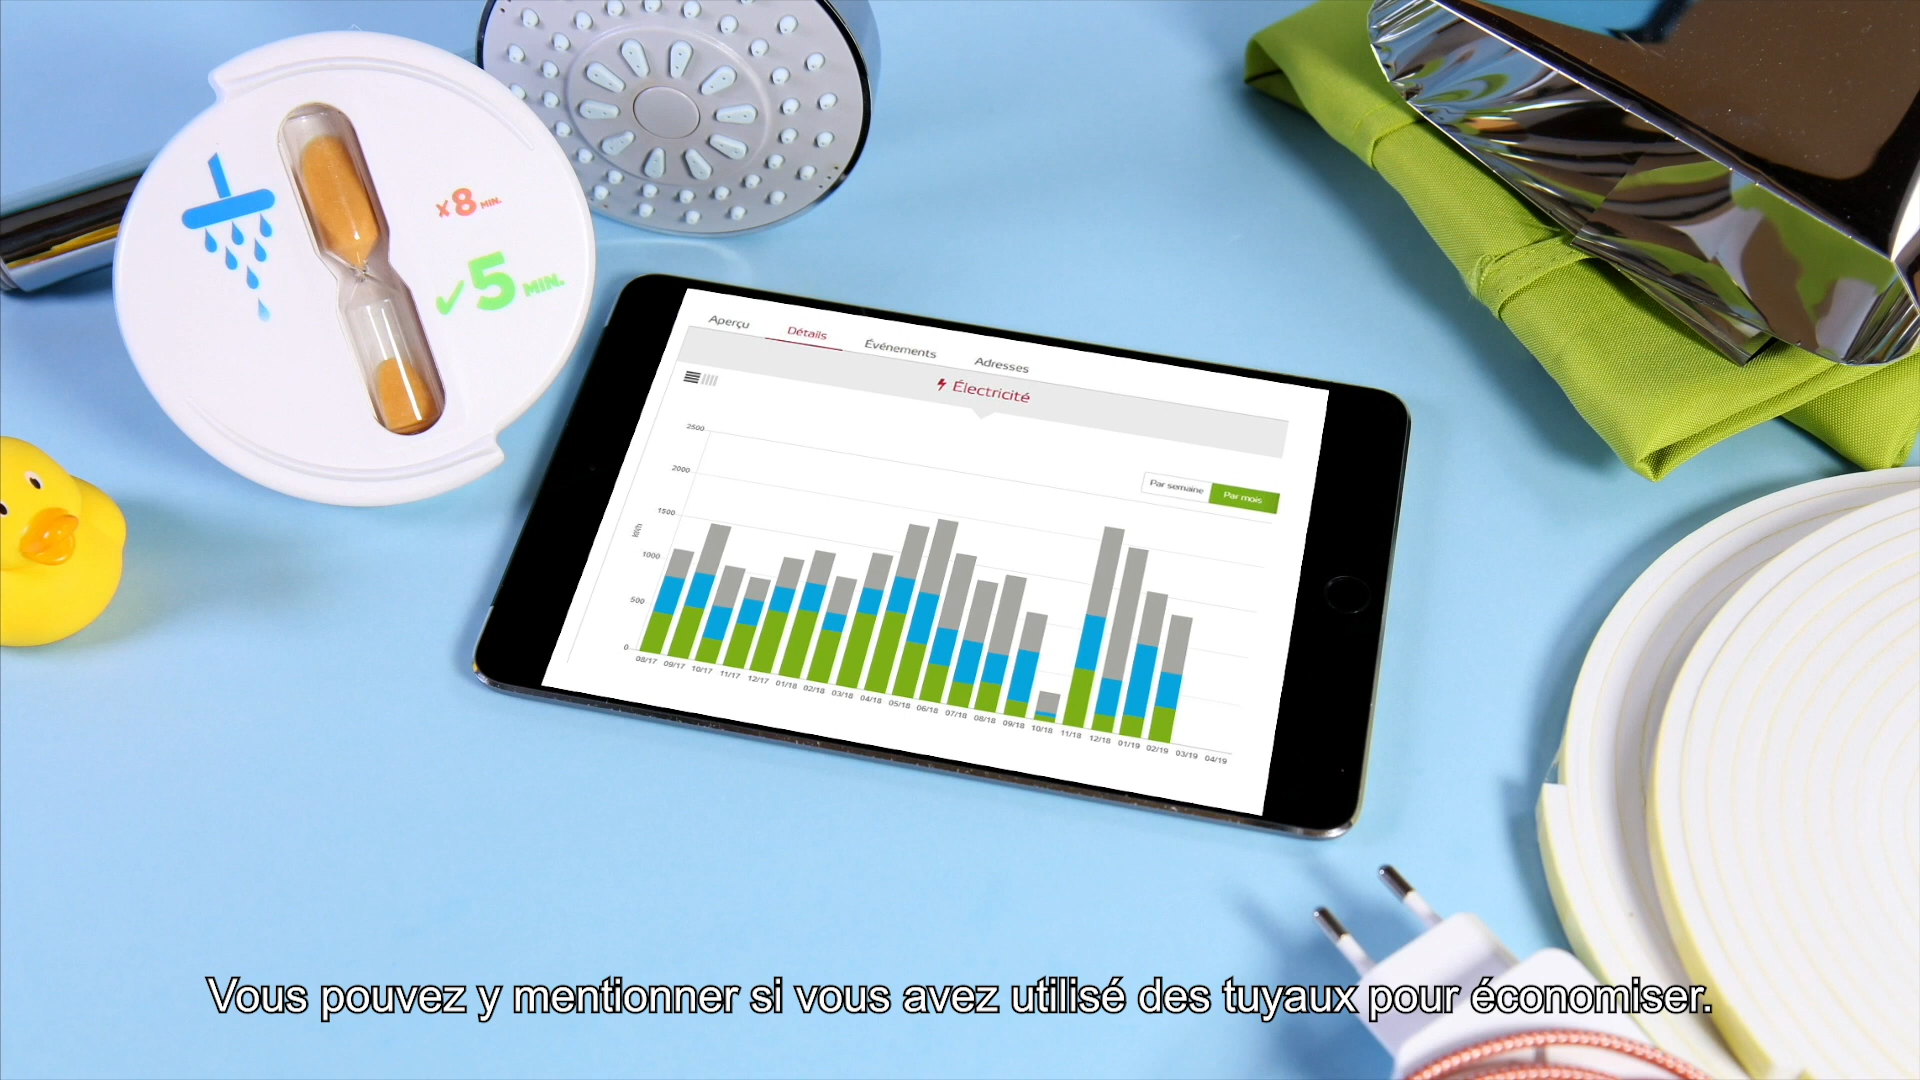 x8 MIN.
✓5 MIN.
Aperçu Détails Événements Adresses
Électricité
Par semaine Par mois
2500
2000
1500
kWh
1000
500
0
08/17 09/17 10/17 11/17 12/17 01/18 02/18 03/18 04/18 05/18 06/18 07/18 08/18 09/18 10/18 11/18 12/18 01/19 02/19 03/19 04/19
Vous pouvez y mentionner si vous avez utilisé des tuyaux pour économiser.